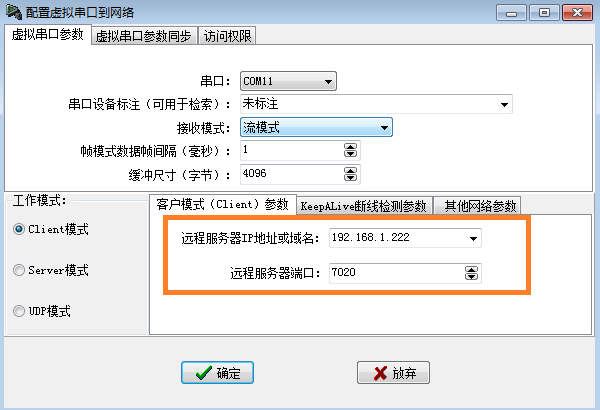 配置虚拟串口到网络
虚拟串口参数 虚拟串口参数同步 访问权限
串口： COM11
串口设备标注（可用于检索）： 未标注
接收模式： 流模式
帧模式数据帧间隔（毫秒）： 1
缓冲尺寸（字节）： 4096
工作模式：
Client模式
Server模式
UDP模式
客户模式（Client）参数 KeepALive断线检测参数 其他网络参数
远程服务器IP地址或域名： 192.168.1.222
远程服务器端口： 7020
确定 放弃